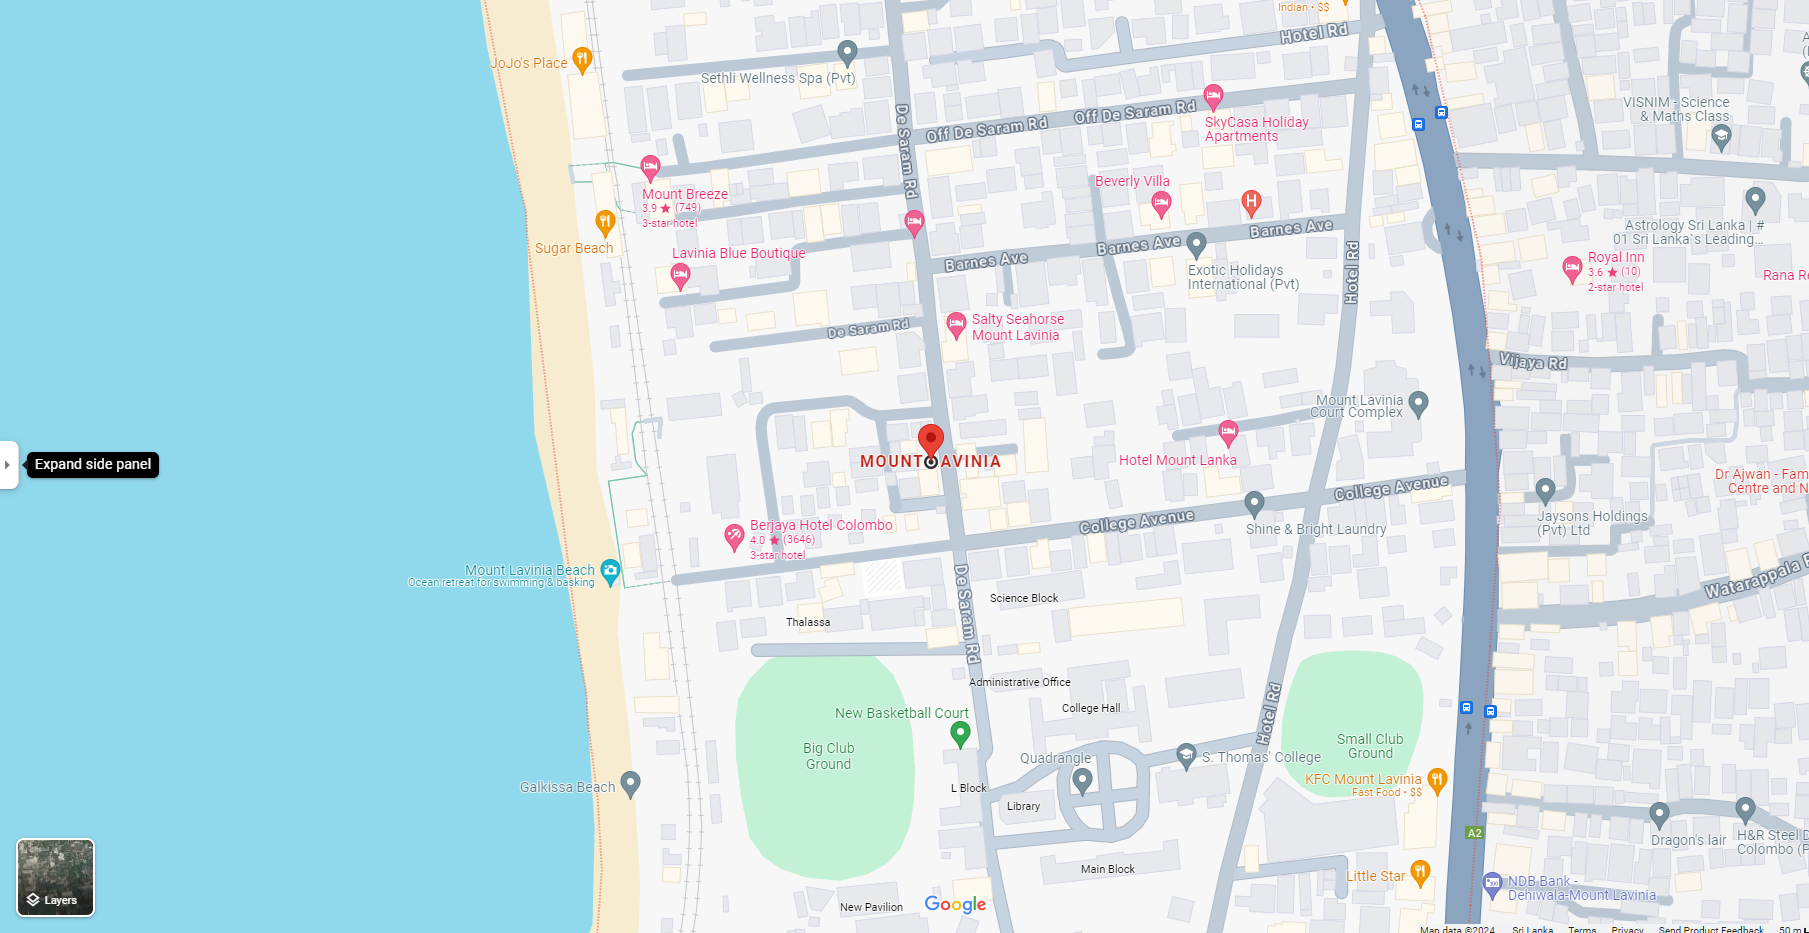 Indian • $$
Hotel Rd
JoJo's Place
Sethli Wellness Spa (Pvt)
De Saram Rd
Off De Saram Rd
Off De Saram Rd
SkyCasa Holiday
Apartments
VISNIM - Science
& Maths Class
Mount Breeze
3.9 ★ (749)
3-star hotel
Beverly Villa
H
Sugar Beach
Lavinia Blue Boutique
Barnes Ave
Barnes Ave
Barnes Ave
Astrology Sri Lanka | #
01 Sri Lanka`s Leading...
Exotic Holidays
International (Pvt)
Hotel Rd
Royal Inn
3.6 ★ (10)
2-star hotel
Rana Re
De Saram Rd
Salty Seahorse
Mount Lavinia
Vijaya Rd
Mount Lavinia
Court Complex
Expand side panel
MOUNT LAVINIA
Hotel Mount Lanka
College Avenue
College Avenue
Dr Ajwan - Fam
Centre and N
Berjaya Hotel Colombo
4.0 ★ (3646)
3-star hotel
Shine & Bright Laundry
Jaysons Holdings
(Pvt) Ltd
Mount Lavinia Beach
Ocean retreat for swimming & basking
De Saram Rd
Science Block
Watarappala R
Thalassa
Administrative Office
College Hall
New Basketball Court
Hotel Rd
Big Club
Ground
Small Club
Ground
Quadrangle
S. Thomas' College
Galkissa Beach
L Block
Library
KFC Mount Lavinia
Fast Food • $$
A2
Dragon's lair
H&R Steel D
Colombo (P
Main Block
Little Star
NDB Bank -
Dehiwala-Mount Lavinia
Layers
New Pavilion
Google
Map data ©2024
Sri Lanka
Terms
Privacy
Send Product Feedback
50 m